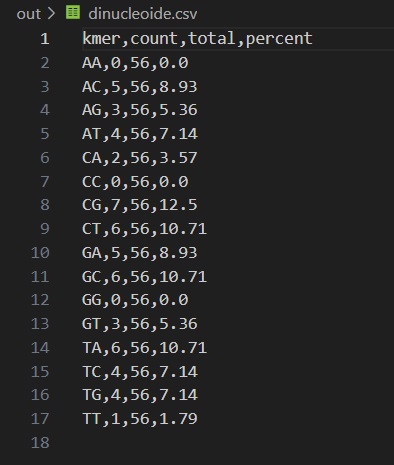 out > dinucleoide.csv
1 kmer,count,total,percent
2 AA,0,56,0.0
3 AC,5,56,8.93
4 AG,3,56,5.36
5 AT,4,56,7.14
6 CA,2,56,3.57
7 CC,0,56,0.0
8 CG,7,56,12.5
9 CT,6,56,10.71
10 GA,5,56,8.93
11 GC,6,56,10.71
12 GG,0,56,0.0
13 GT,3,56,5.36
14 TA,6,56,10.71
15 TC,4,56,7.14
16 TG,4,56,7.14
17 TT,1,56,1.79
18